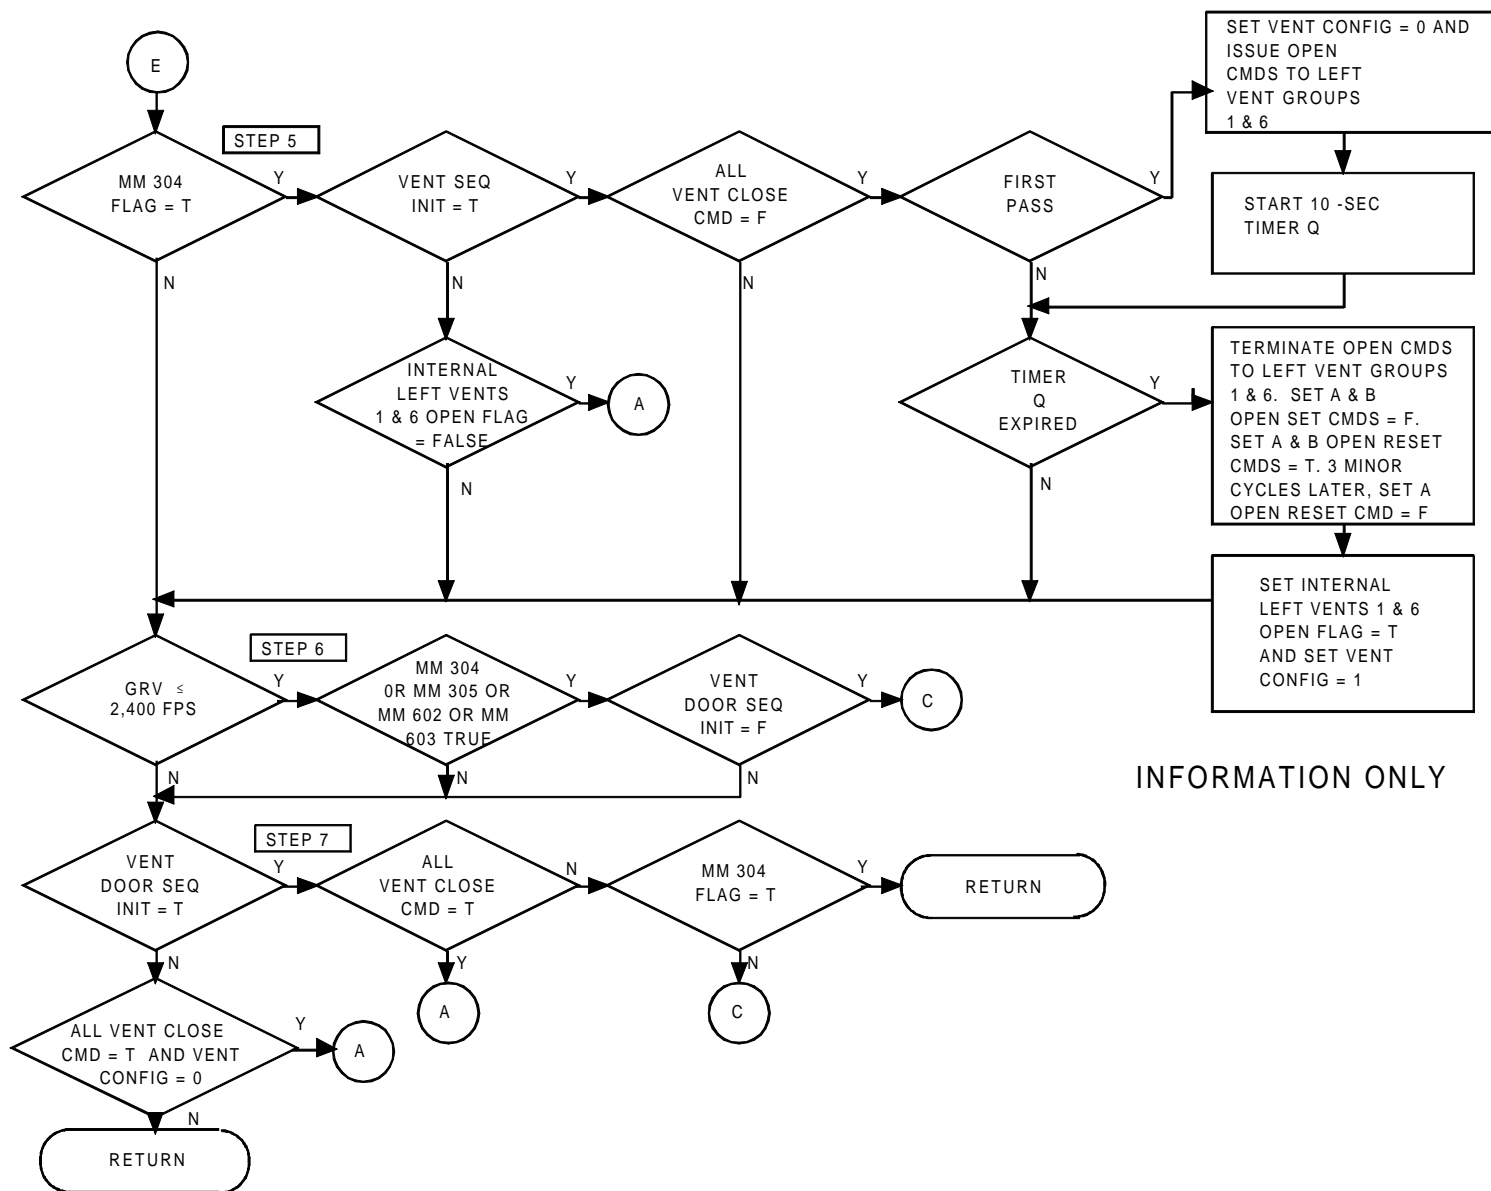 E
STEP 5
MM 304
FLAG = T
Y
N
VENT SEQ
INIT = T
Y
N
ALL
VENT CLOSE
CMD = F
Y
N
FIRST
PASS
Y
N
SET VENT CONFIG = 0 AND
ISSUE OPEN
CMDS TO LEFT
VENT GROUPS
1 & 6
START 10 -SEC
TIMER Q
INTERNAL
LEFT VENTS
1 & 6 OPEN FLAG
= FALSE
Y
N
A
TIMER
Q
EXPIRED
Y
N
TERMINATE OPEN CMDS
TO LEFT VENT GROUPS
1 & 6. SET A & B
OPEN SET CMDS = F.
SET A & B OPEN RESET
CMDS = T. 3 MINOR
CYCLES LATER, SET A
OPEN RESET CMD = F
SET INTERNAL
LEFT VENTS 1 & 6
OPEN FLAG = T
AND SET VENT
CONFIG = 1
STEP 6
GRV ≤
2,400 FPS
Y
N
MM 304
0R MM 305 OR
MM 602 OR MM
603 TRUE
Y
N
VENT
DOOR SEQ
INIT = F
Y
N
C
INFORMATION ONLY
STEP 7
VENT
DOOR SEQ
INIT = T
Y
N
ALL
VENT CLOSE
CMD = T
N
Y
MM 304
FLAG = T
Y
N
RETURN
A
C
ALL VENT CLOSE
CMD = T AND VENT
CONFIG = 0
Y
N
A
RETURN